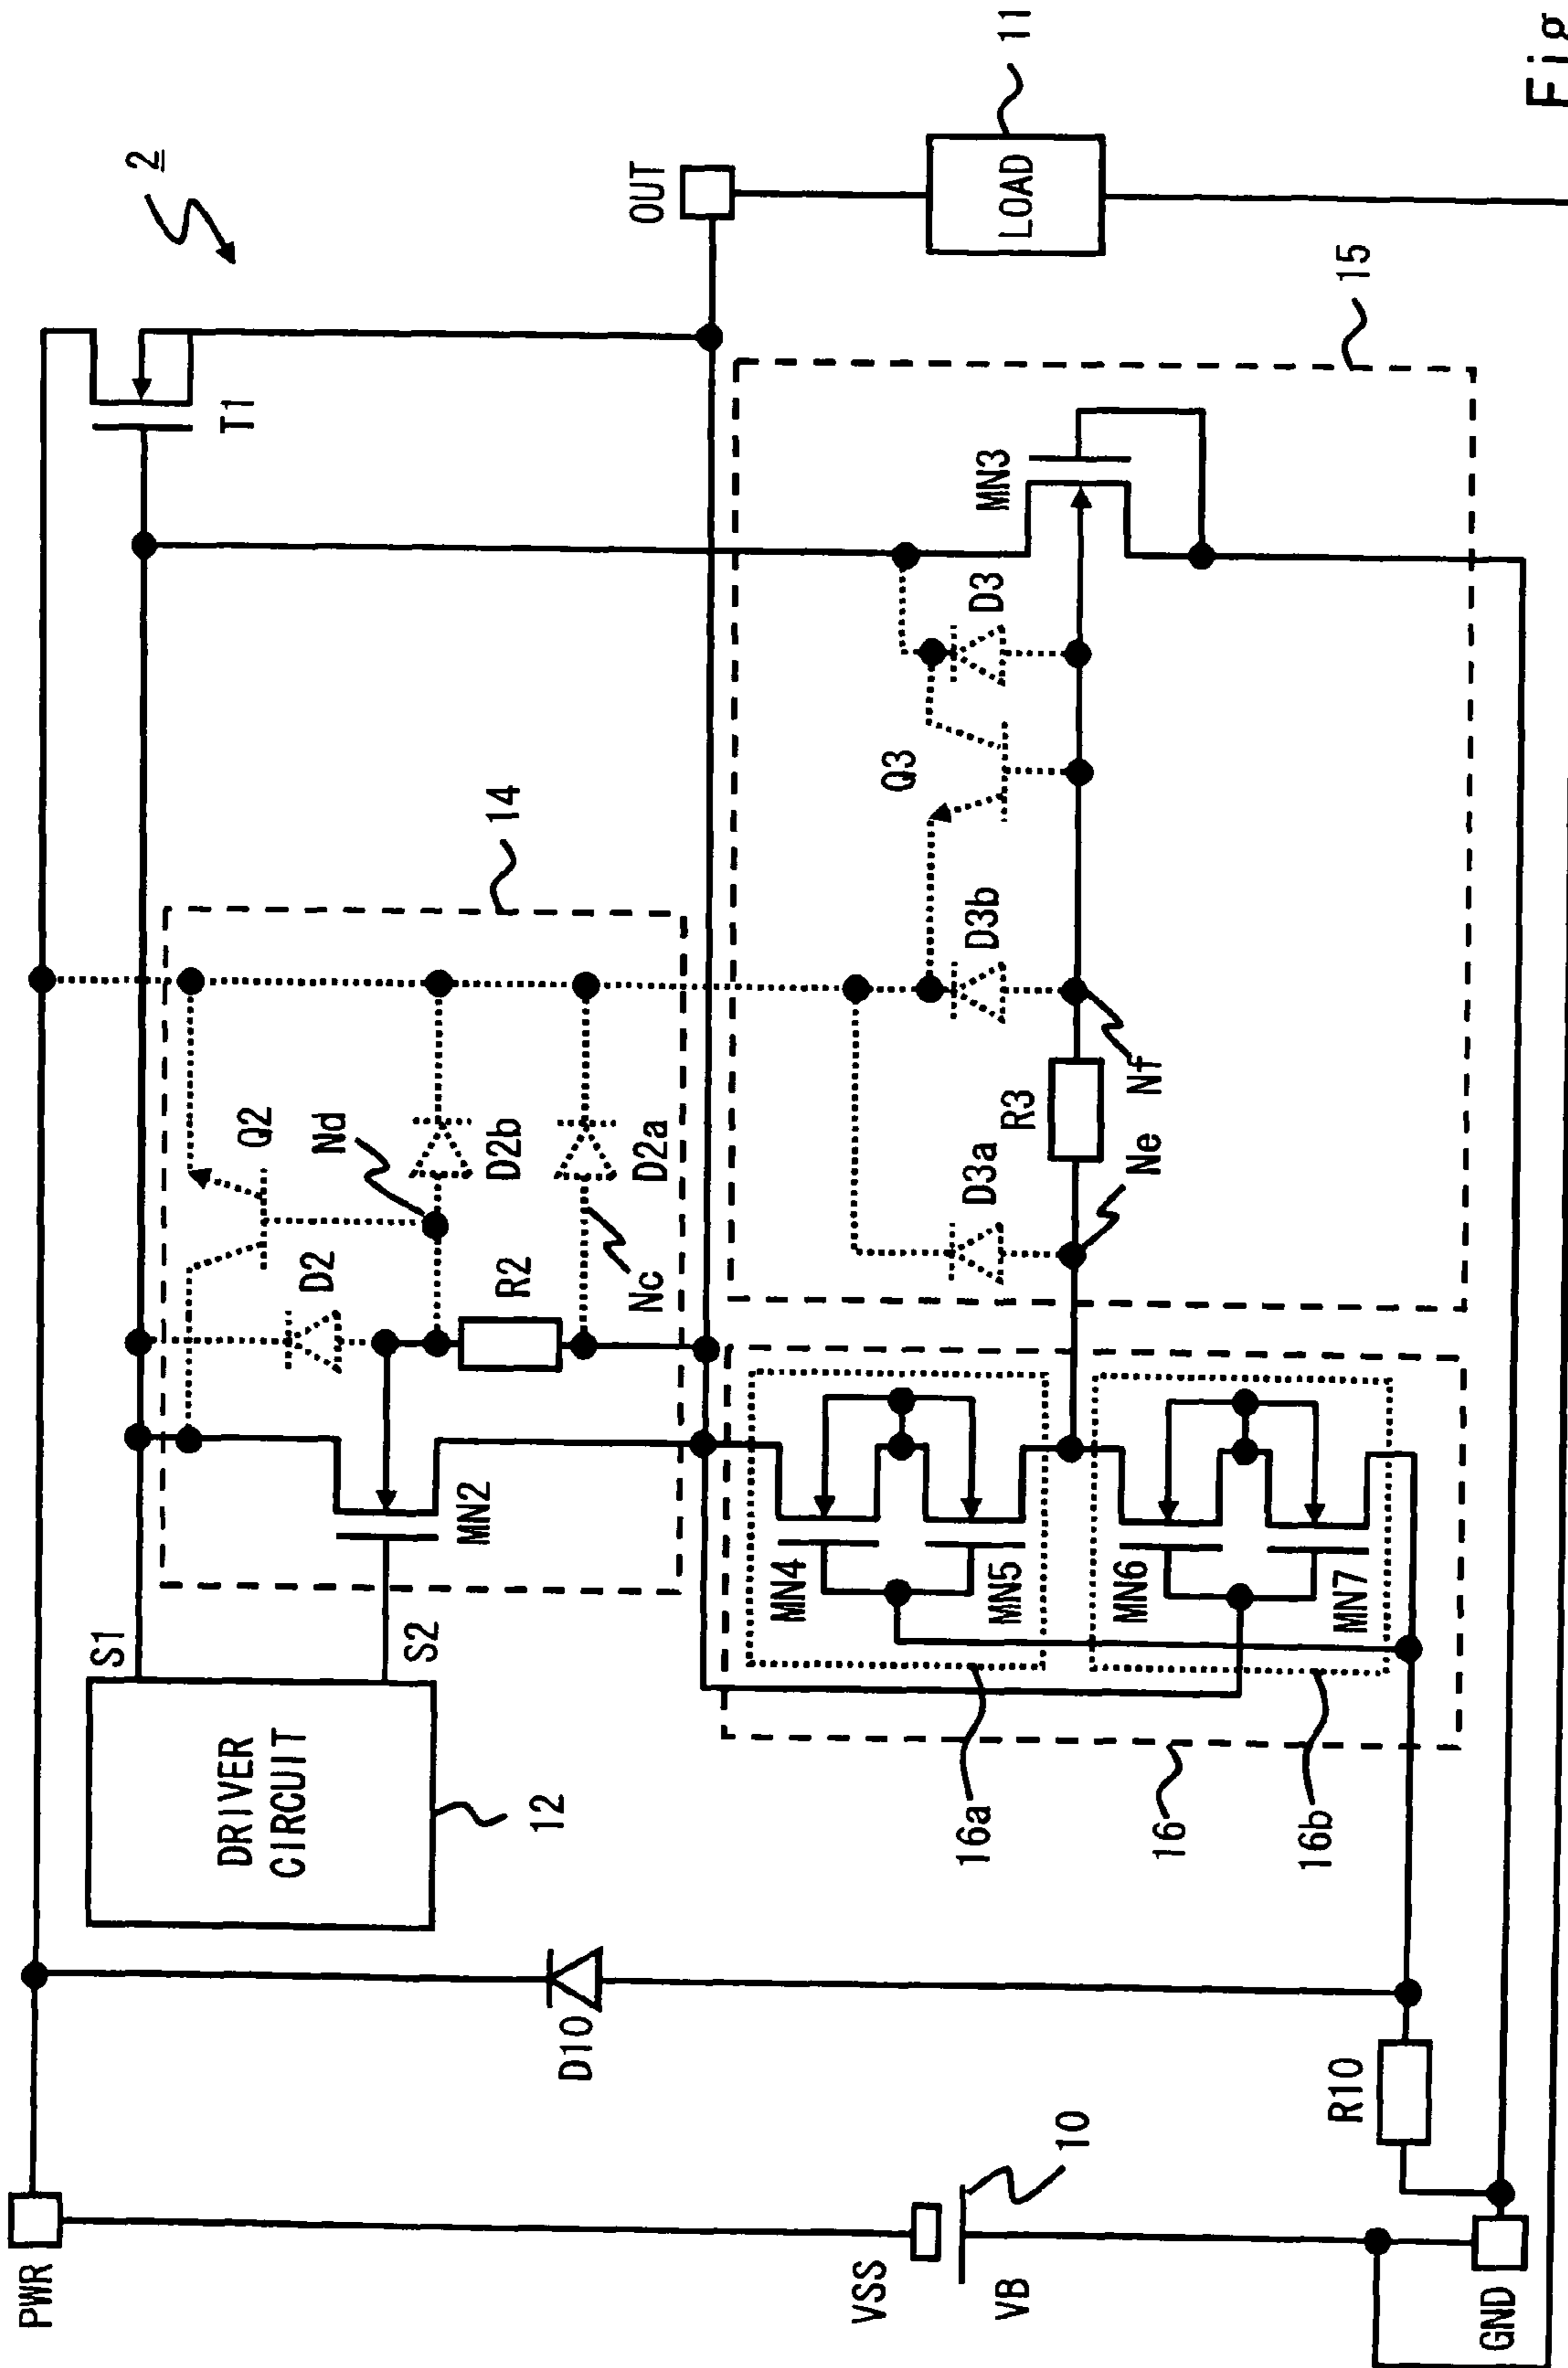 Fig
2
PWR
S1
DRIVER
CIRCUIT
S2
12
14
MN2
D2
Q2
Nd
D2b
R2
D2a
Nc
T1
OUT
LOAD
11
D10
VSS
VB
10
16a
16
16b
MN4
MN5
MN6
MN7
15
D3a
R3
Ne
Nf
D3b
Q3
D3
MN3
R10
GND